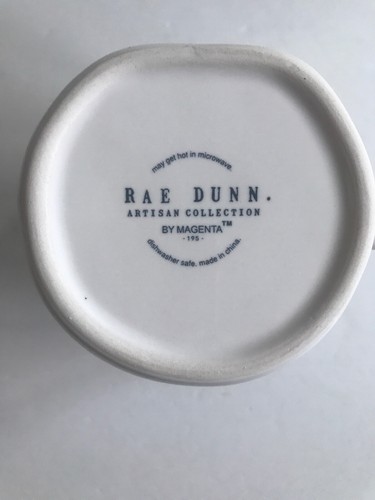 may get hot in microwave.
RAE DUNN.
ARTISAN COLLECTION
BY MAGENTA™
- 195 -
dishwasher safe. made in china.